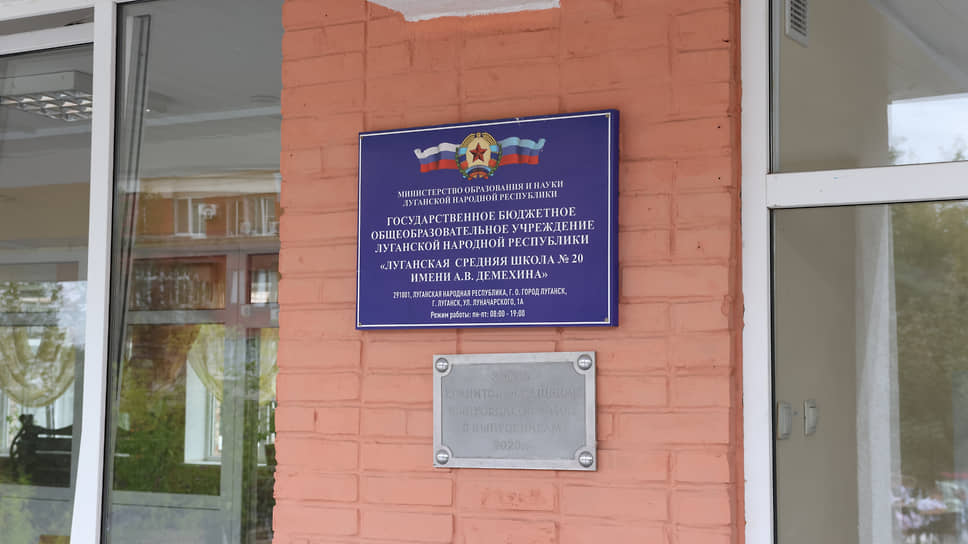 МИНИСТЕРСТВО ОБРАЗОВАНИЯ И НАУКИ
ЛУГАНСКОЙ НАРОДНОЙ РЕСПУБЛИКИ
ГОСУДАРСТВЕННОЕ БЮДЖЕТНОЕ
ОБЩЕОБРАЗОВАТЕЛЬНОЕ УЧРЕЖДЕНИЕ
ЛУГАНСКОЙ НАРОДНОЙ РЕСПУБЛИКИ
«ЛУГАНСКАЯ СРЕДНЯЯ ШКОЛА № 20
ИМЕНИ А.В. ДЕМЕХИНА»
291001, ЛУГАНСКАЯ НАРОДНАЯ РЕСПУБЛИКА, Г. О. ГОРОД ЛУГАНСК,
Г. ЛУГАНСК, УЛ. ЛУНАЧАРСКОГО, 1А
Режим работы: пн-пт: 08:00 - 19:00
ВЫПУСКНИКАМ